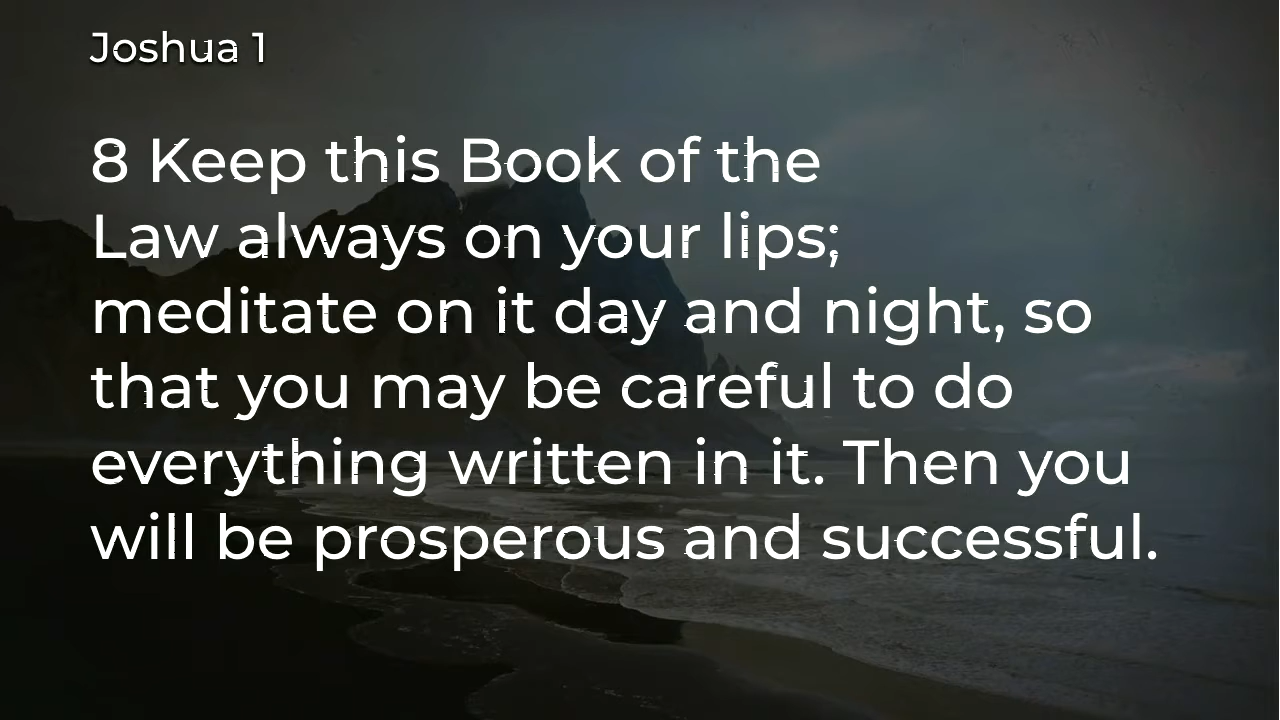 Joshua 1
8 Keep this Book of the
Law always on your lips;
meditate on it day and night, so
that you may be careful to do
everything written in it. Then you
will be prosperous and successful.